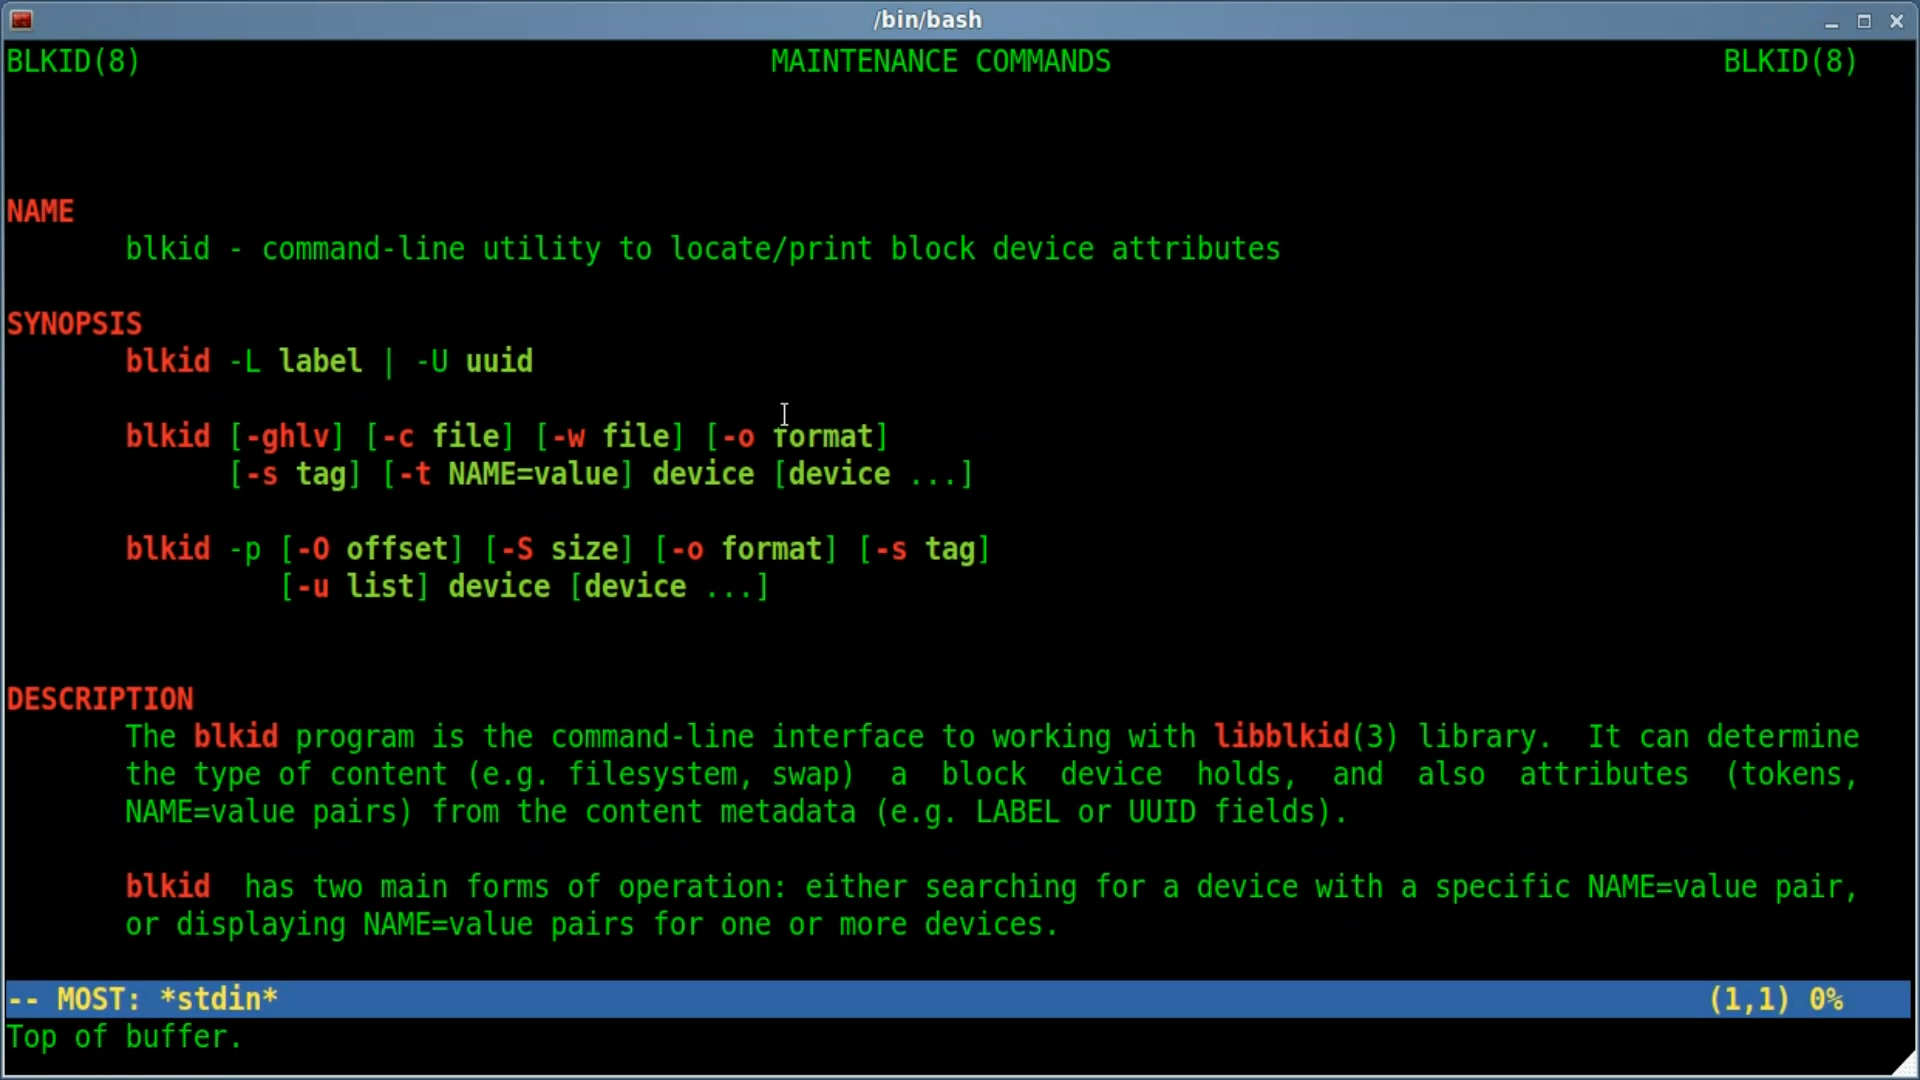 /bin/bash
BLKID(8) MAINTENANCE COMMANDS BLKID(8)
NAME
blkid - command-line utility to locate/print block device attributes
SYNOPSIS
blkid -L label | -U uuid
blkid [-ghlv] [-c file] [-w file] [-o format]
[-s tag] [-t NAME=value] device [device ...]
blkid -p [-O offset] [-S size] [-o format] [-s tag]
[-u list] device [device ...]
DESCRIPTION
The blkid program is the command-line interface to working with libblkid(3) library.  It can determine
the type of content (e.g. filesystem, swap) a block device holds, and also attributes (tokens,
NAME=value pairs) from the content metadata (e.g. LABEL or UUID fields).
blkid has two main forms of operation: either searching for a device with a specific NAME=value pair,
or displaying NAME=value pairs for one or more devices.
-- MOST: *stdin* (1,1) 0%
Top of buffer.